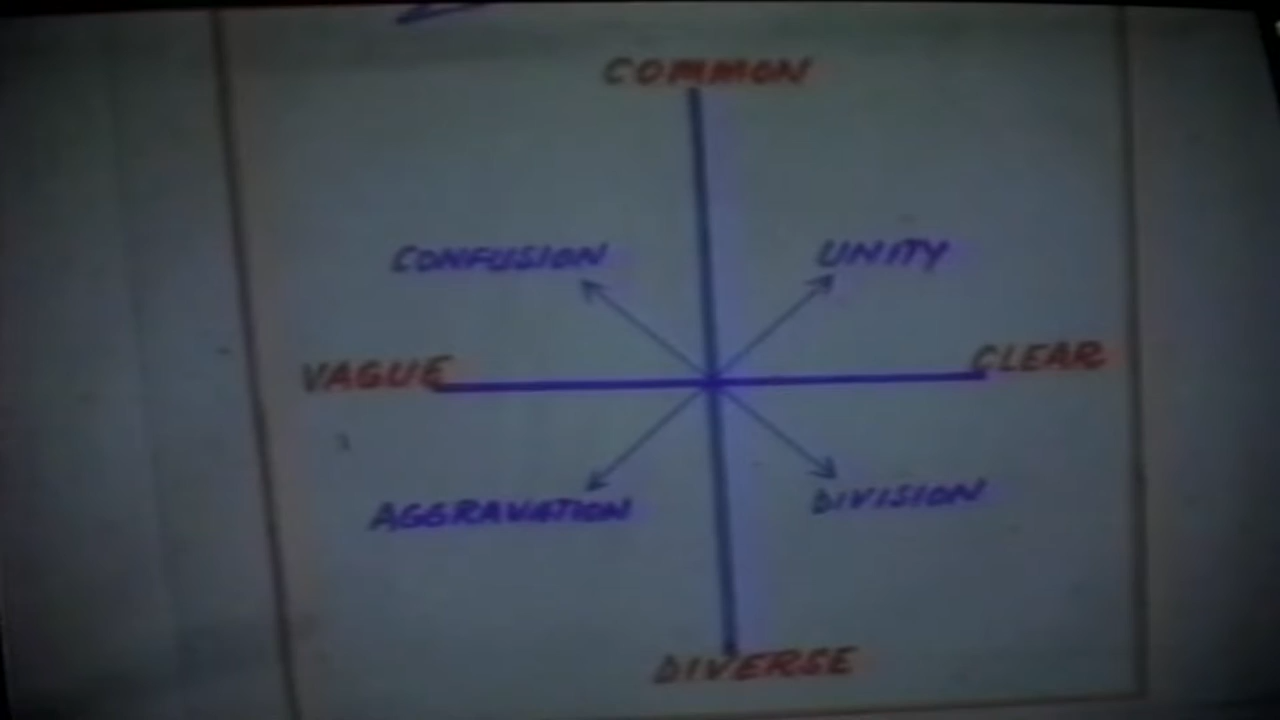 COMMON
CONFUSION UNITY
VAGUE CLEAR
AGGRAVATION DIVISION
DIVERSE